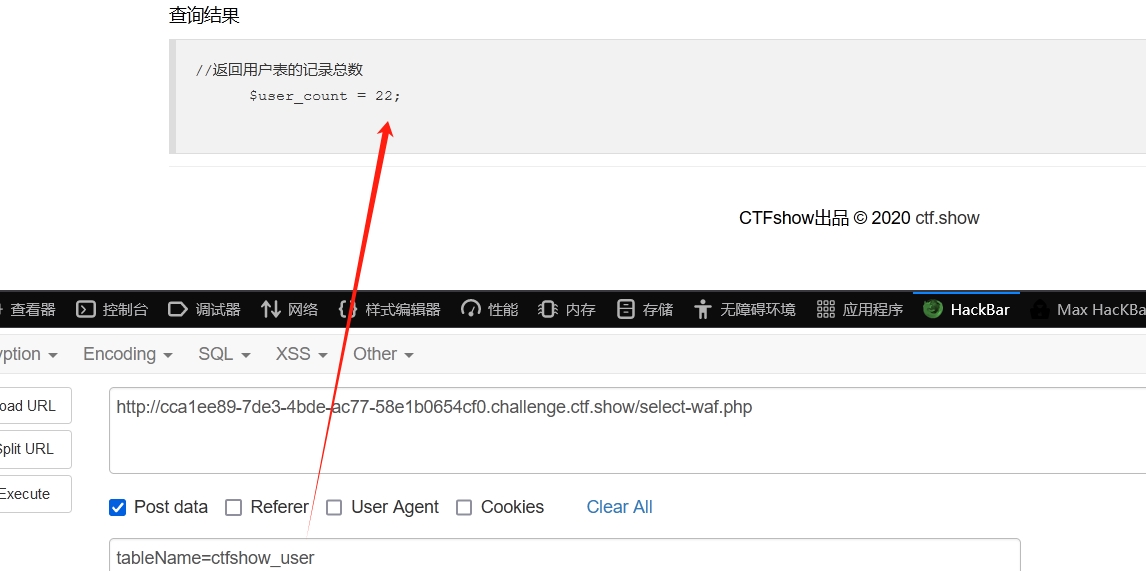 查询结果
//返回用户表的记录总数
$user_count = 22;
CTFshow出品 © 2020 ctf.show
查看器 控制台 调试器 网络 {} 样式编辑器 性能 内存 存储 无障碍环境 应用程序 HackBar Max HacKBa
yption Encoding SQL XSS Other
oad URL
http://cca1ee89-7de3-4bde-ac77-58e1b0654cf0.challenge.ctf.show/select-waf.php
Split URL
Execute
Post data Referer User Agent Cookies Clear All
tableName=ctfshow_user